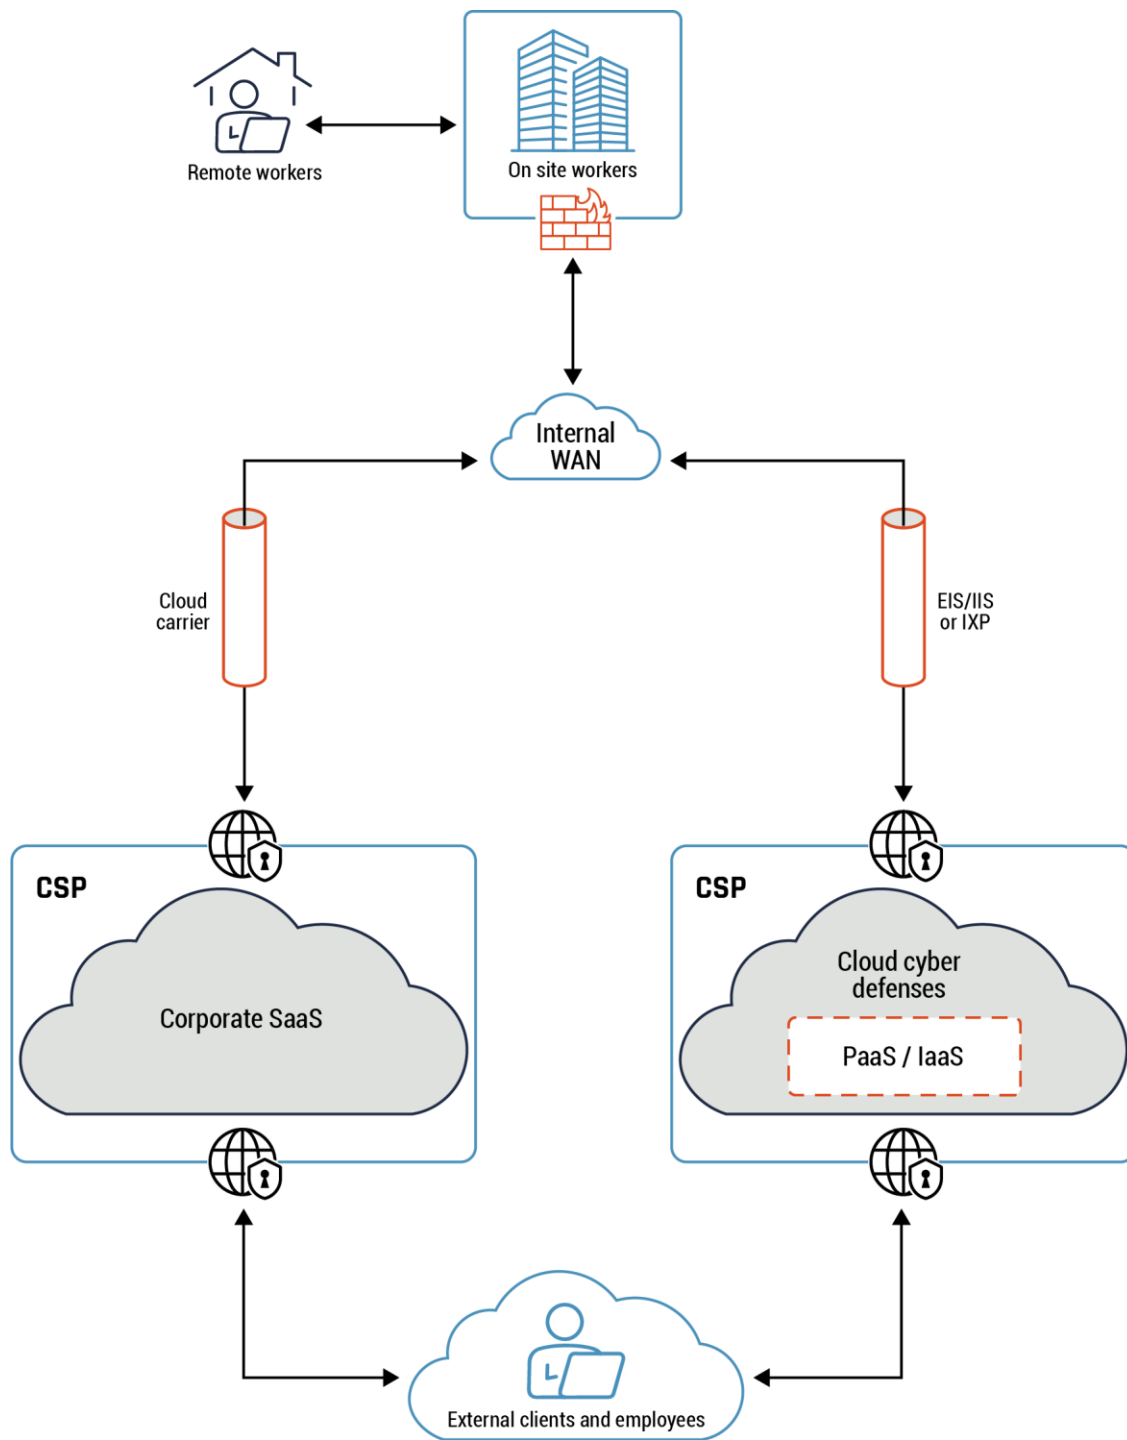 Remote workers
On site workers
Internal
WAN
Cloud
carrier
EIS/IIS
or IXP
CSP
Corporate SaaS
CSP
Cloud cyber
defenses
PaaS / IaaS
External clients and employees